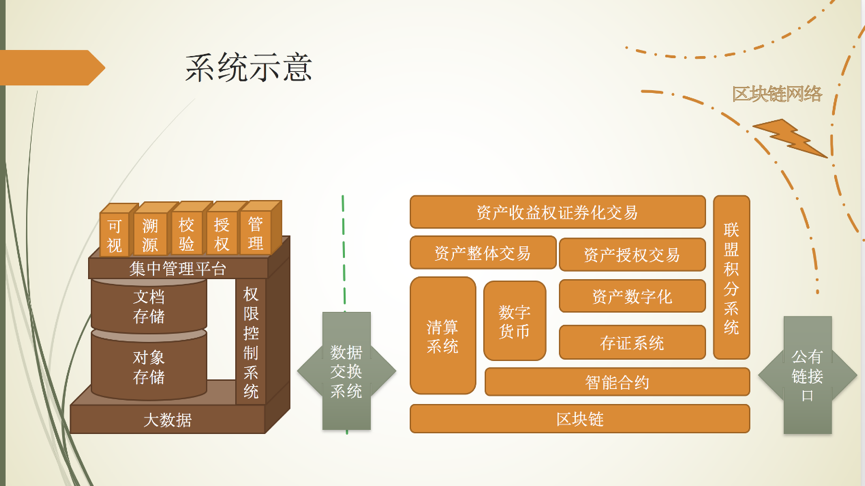 系统示意
区块链网络
可视
溯源
校验
授权
管理
集中管理平台
文档
存储
对象
存储
权限控制系统
大数据
数据
交换
系统
资产收益权证券化交易
资产整体交易
资产授权交易
联盟积分系统
清算
系统
数字
货币
资产数字化
存证系统
智能合约
区块链
公有
链接
口